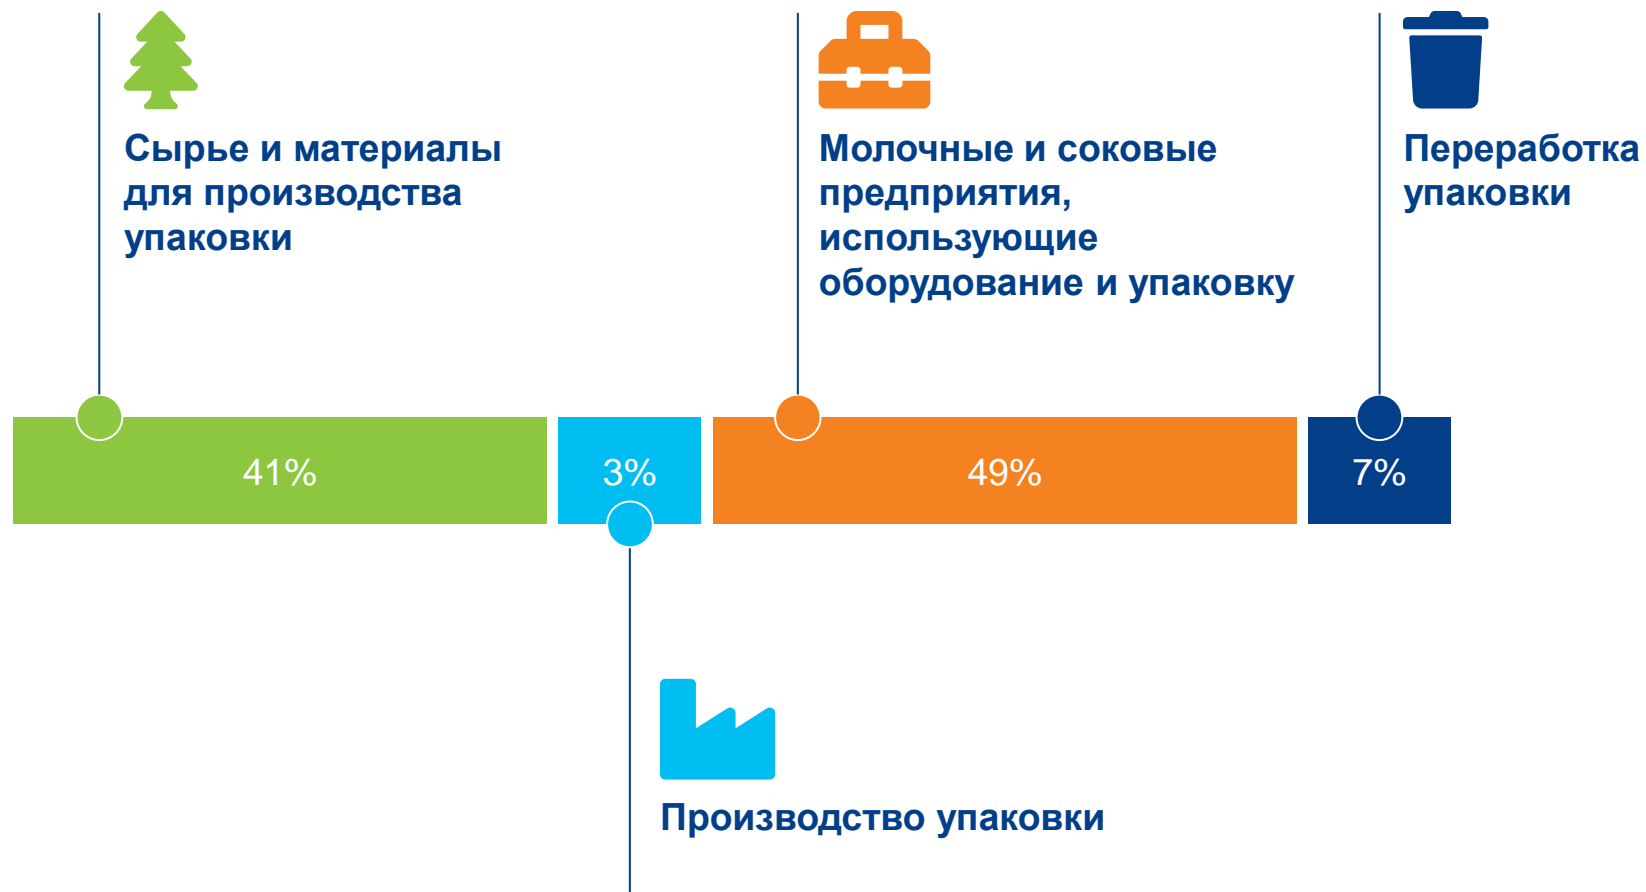 Сырье и материалы
для производства
упаковки
Молочные и соковые
предприятия,
использующие
оборудование и упаковку
Переработка
упаковки
41%
3%
49%
7%
Производство упаковки